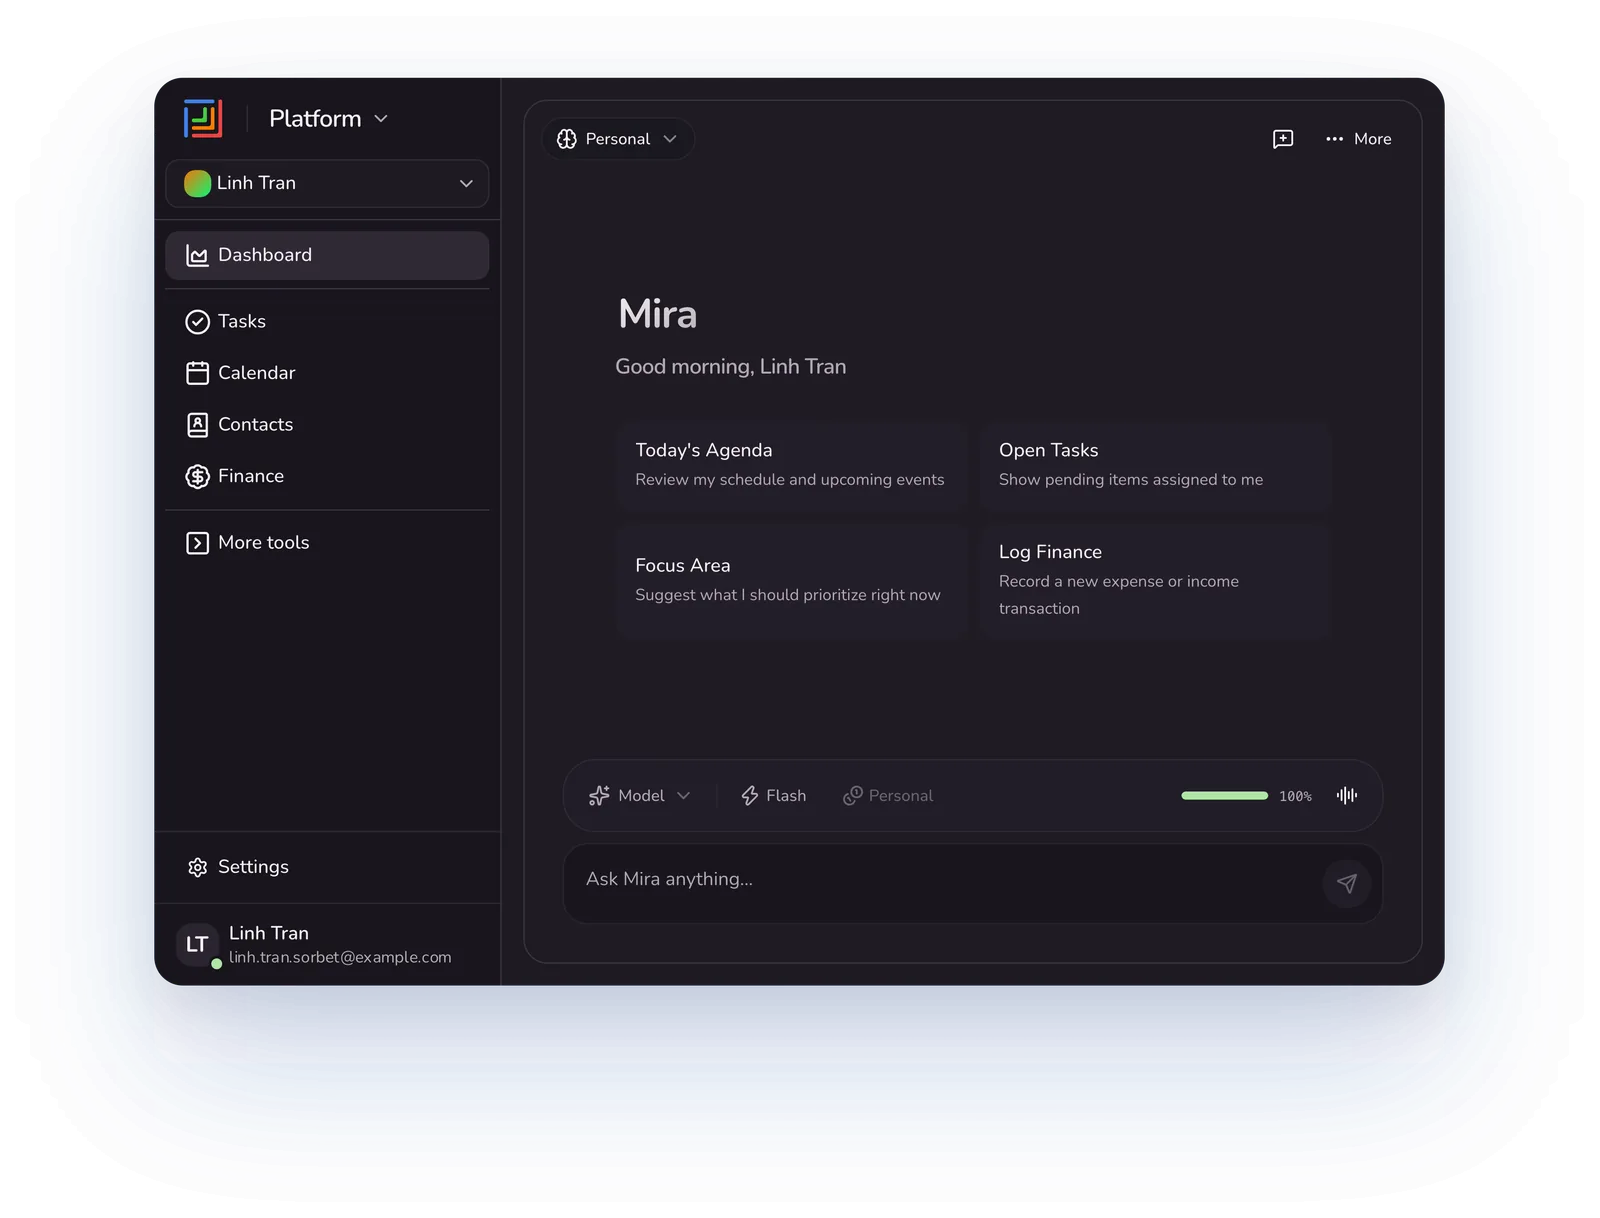 Platform
Linh Tran
Dashboard
Tasks
Calendar
Contacts
Finance
More tools
Settings
LT
Linh Tran
linh.tran.sorbet@example.com
Personal
More
Mira
Good morning, Linh Tran
Today's Agenda
Review my schedule and upcoming events
Open Tasks
Show pending items assigned to me
Focus Area
Suggest what I should prioritize right now
Log Finance
Record a new expense or income
transaction
Model
Flash
Personal
100%
Ask Mira anything...